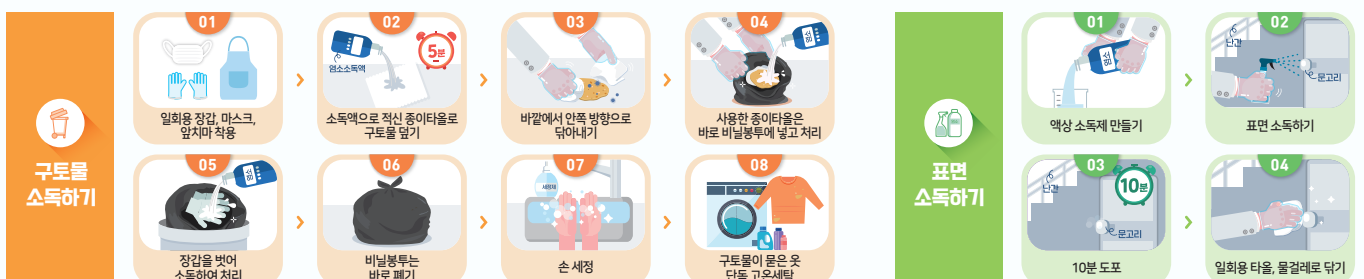 구토물
소독하기
01
일회용 장갑, 마스크,
앞치마 착용
02
염소소독액
5분
소독액으로 적신 종이타올로
구토물 덮기
03
바깥에서 안쪽 방향으로
닦아내기
04
염소
사용한 종이타올은
바로 비닐봉투에 넣고 처리
05
염소
장갑을 벗어
소독하여 처리
06
비닐봉투는
바로 폐기
07
세정제
손 세정
08
구토물이 묻은 옷
단독 고온세탁
표면
소독하기
01
염소
액상 소독제 만들기
02
난간
문고리
표면 소독하기
03
난간
10분
문고리
10분 도포
04
일회용 타올, 물걸레로 닦기